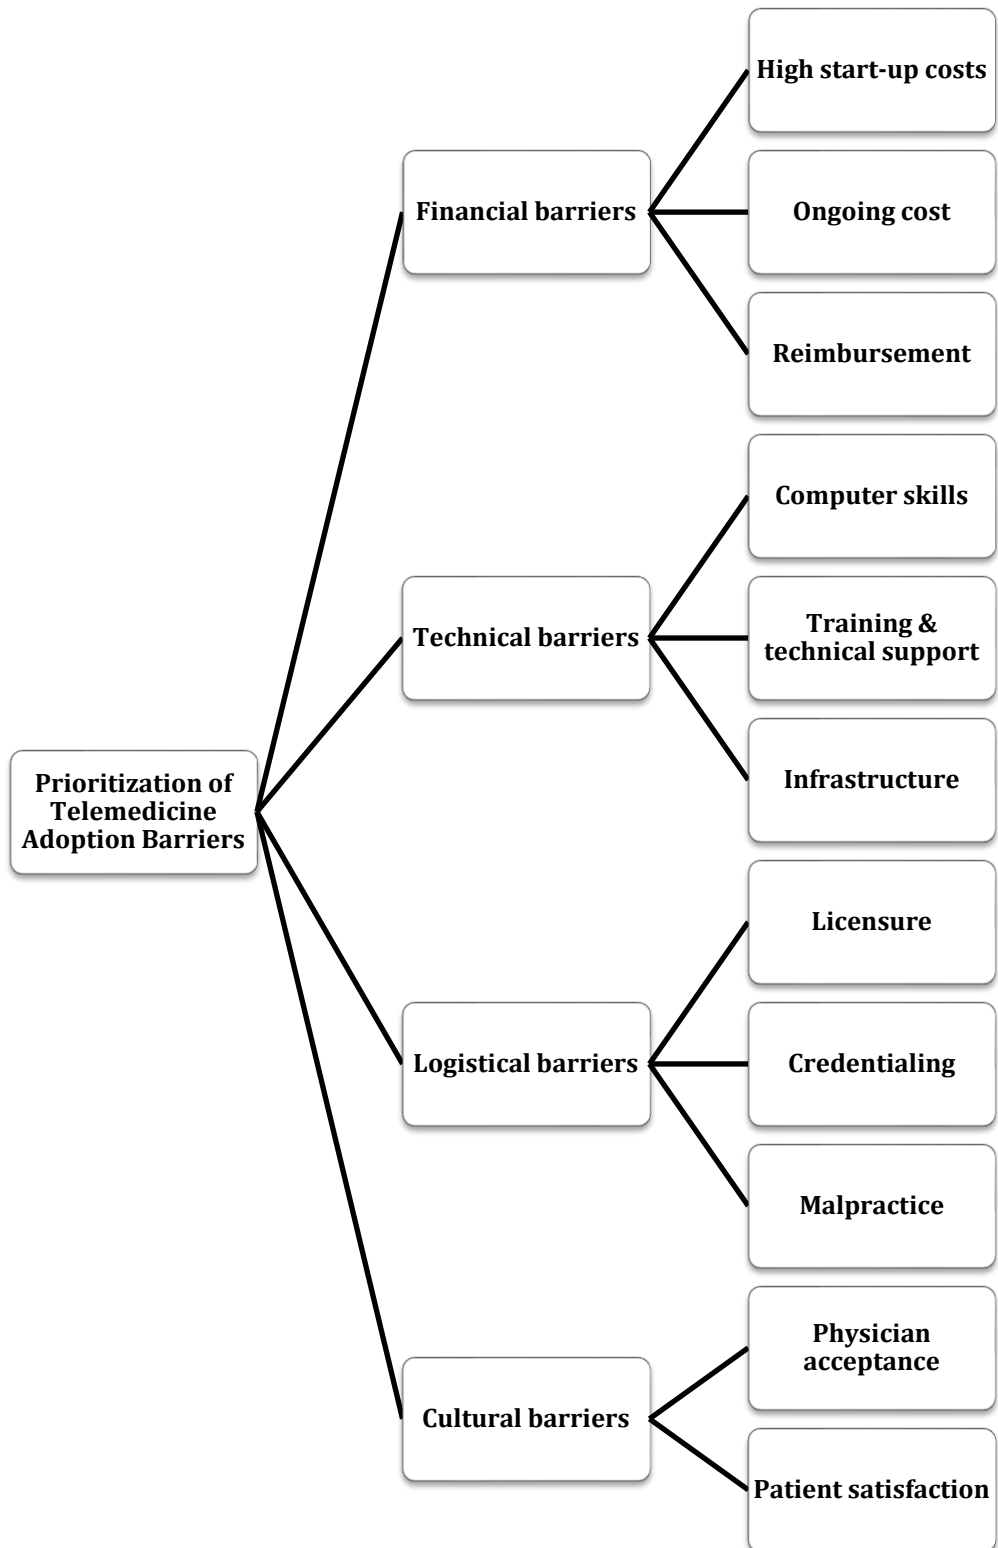 High start-up costs
Financial barriers
Ongoing cost
Reimbursement
Computer skills
Technical barriers
Training &
technical support
Infrastructure
Prioritization of
Telemedicine
Adoption Barriers
Licensure
Logistical barriers
Credentialing
Malpractice
Physician
acceptance
Cultural barriers
Patient satisfaction